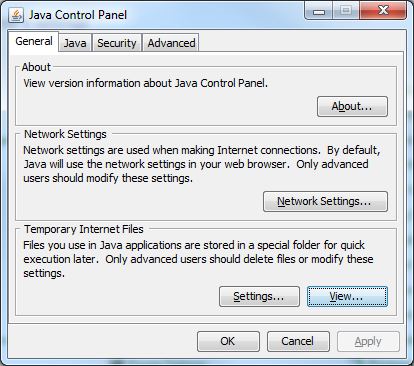 Java Control Panel
General Java Security Advanced
About
View version information about Java Control Panel.
About...
Network Settings
Network settings are used when making Internet connections. By default,
Java will use the network settings in your web browser. Only advanced
users should modify these settings.
Network Settings...
Temporary Internet Files
Files you use in Java applications are stored in a special folder for quick
execution later. Only advanced users should delete files or modify these
settings.
Settings... View...
OK Cancel Apply